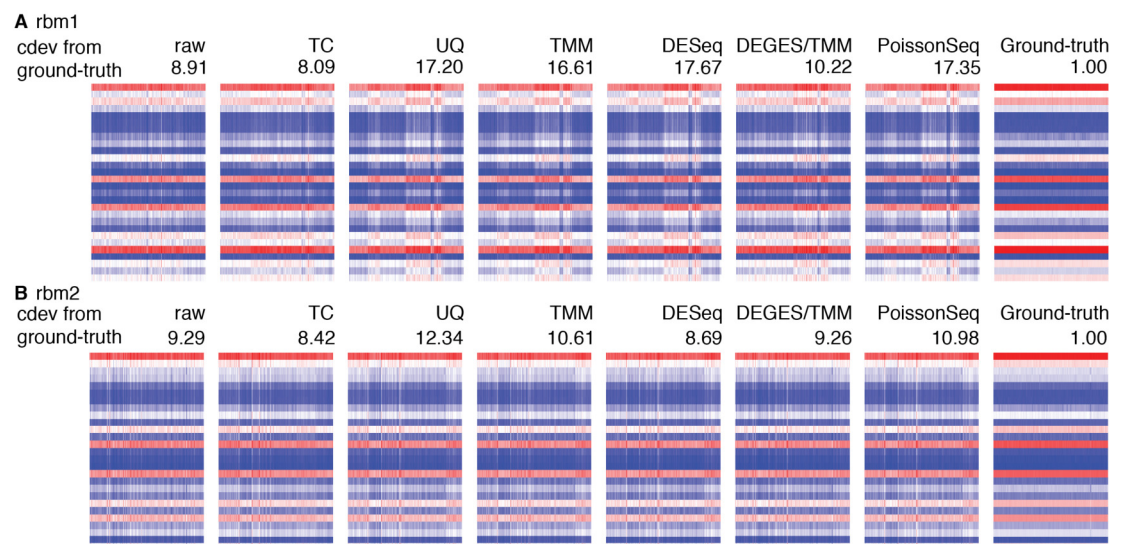 A rbm1
cdev from raw TC UQ TMM DESeq DEGES/TMM PoissonSeq Ground-truth
ground-truth 8.91 8.09 17.20 16.61 17.67 10.22 17.35 1.00
B rbm2
cdev from raw TC UQ TMM DESeq DEGES/TMM PoissonSeq Ground-truth
ground-truth 9.29 8.42 12.34 10.61 8.69 9.26 10.98 1.00